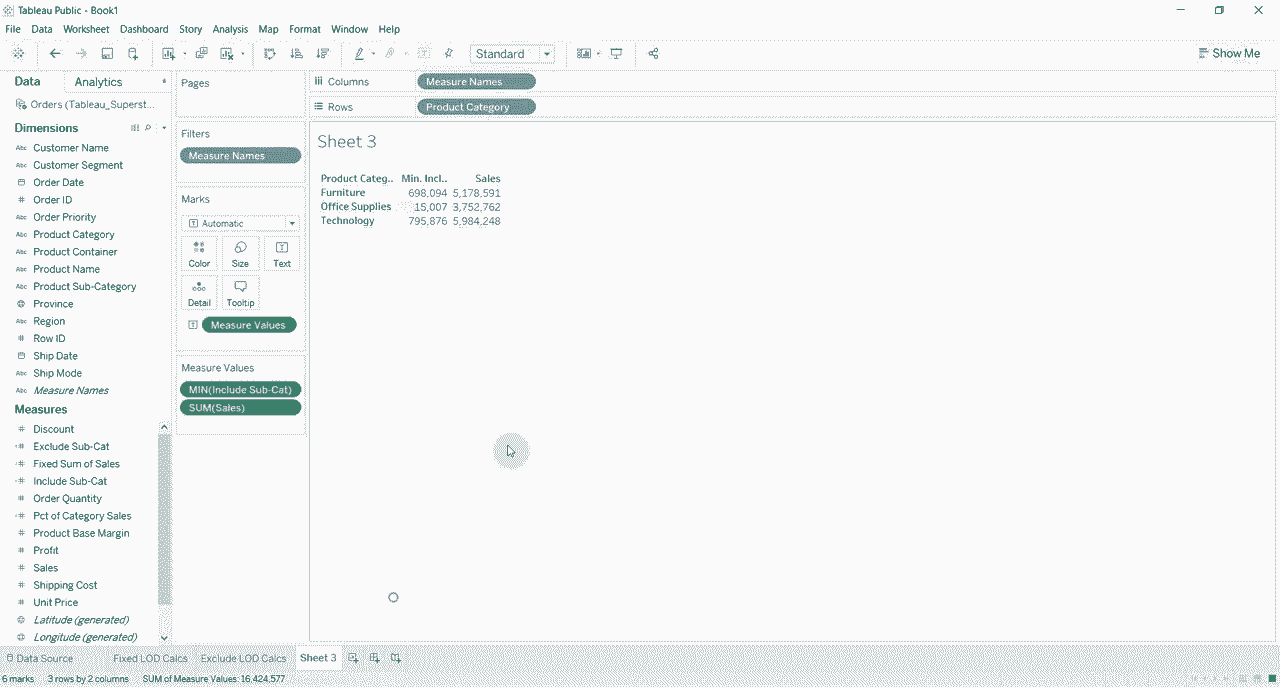 Tableau Public - Book1
File Data Worksheet Dashboard Story Analysis Map Format Window Help
Standard
Show Me
Data Analytics
Orders (Tableau_Superst...
Dimensions
Customer Name
Customer Segment
Order Date
Order ID
Order Priority
Product Category
Product Container
Product Name
Product Sub-Category
Province
Region
Row ID
Ship Date
Ship Mode
Measure Names
Measures
Discount
Exclude Sub-Cat
Fixed Sum of Sales
Include Sub-Cat
Order Quantity
Pct of Category Sales
Product Base Margin
Profit
Sales
Shipping Cost
Unit Price
Latitude (generated)
Longitude (generated)
Pages
Filters
Measure Names
Marks
Automatic
Color Size Text
Detail Tooltip
Measure Values
Measure Values
MIN(Include Sub-Cat)
SUM(Sales)
Columns Measure Names
Rows Product Category
Sheet 3
Product Categ.. Min. Incl.. Sales
Furniture 698,094 5,178,591
Office Supplies 15,007 3,752,762
Technology 795,876 5,984,248
Data Source Fixed LOD Calcs Exclude LOD Calcs Sheet 3
6 marks 3 rows by 2 columns SUM of Measure Values: 16,424,577